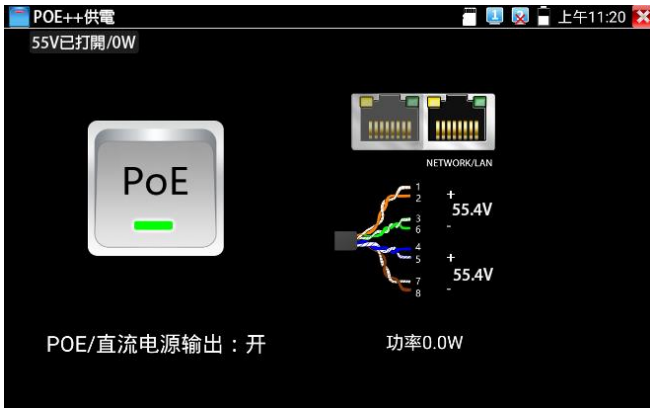 POE++供電
上午11:20
55V已打開/0W
PoE
NETWORK/LAN
1
2
3
6
4
5
7
8
+
55.4V
-
+
55.4V
-
POE/直流电源输出：开
功率0.0W